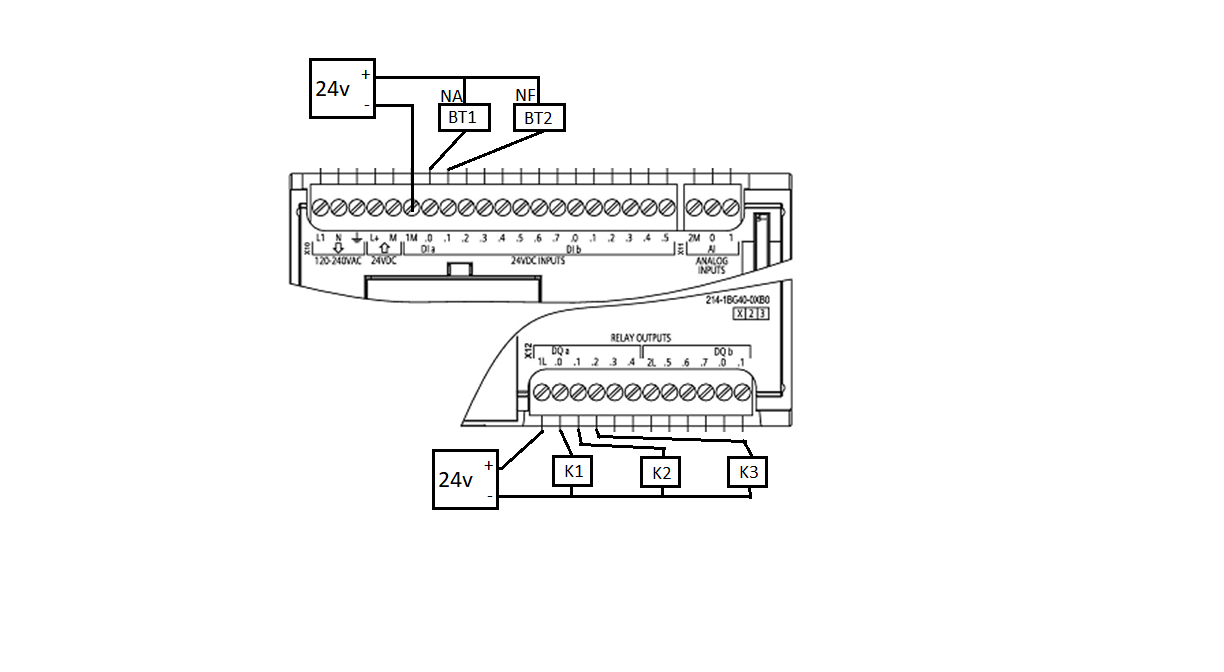 24v + -
NA NF
BT1 BT2
L1 N L+ M 1M .0 .1 .2 .3 .4 .5 .6 .7 .0 .1 .2 .3 .4 .5 2M 0 1
X10 DI a DI b X11 AI
120-240VAC 24VDC 24VDC INPUTS ANALOG
INPUTS
214-1BG40-0XB0
X 2 3
RELAY OUTPUTS
X12 DQ a DQ b
1L .0 .1 .2 .3 .4 2L .5 .6 .7 .0 .1
24v + -
K1 K2 K3